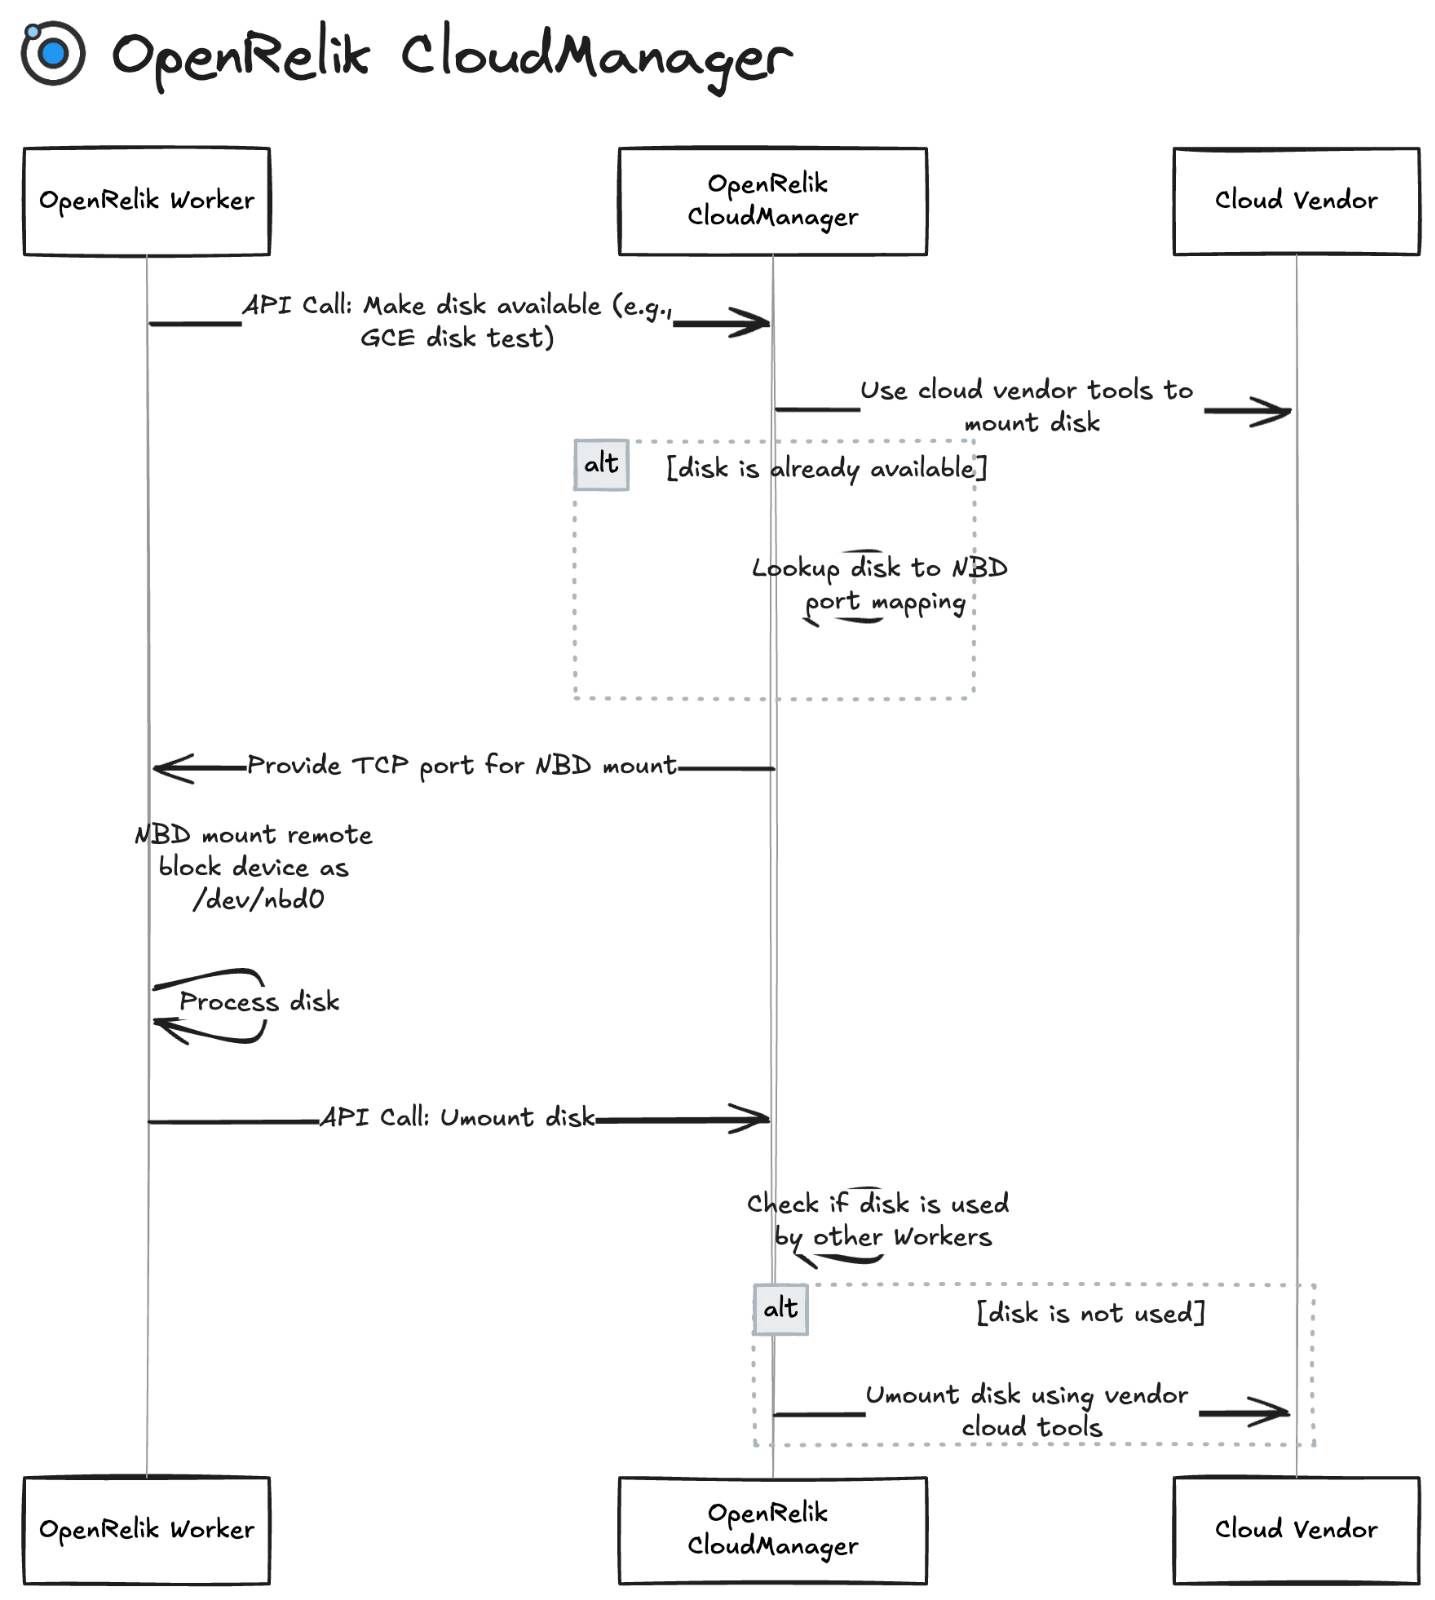 OpenRelik CloudManager
OpenRelik Worker
OpenRelik
CloudManager
Cloud Vendor
API Call: Make disk available (e.g.,
GCE disk test)
Use cloud vendor tools to
mount disk
alt
[disk is already available]
Lookup disk to NBD
port mapping
Provide TCP port for NBD mount
NBD mount remote
block device as
/dev/nbd0
Process disk
API Call: Umount disk
Check if disk is used
by other Workers
alt
[disk is not used]
Umount disk using vendor
cloud tools
OpenRelik Worker
OpenRelik
CloudManager
Cloud Vendor